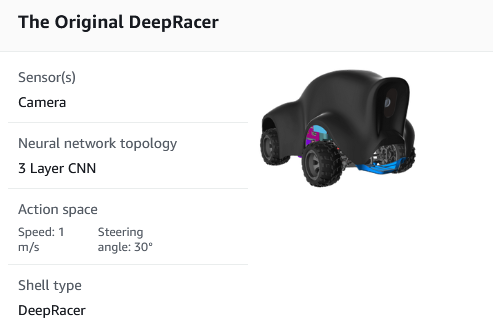 The Original DeepRacer
Sensor(s)
Camera
Neural network topology
3 Layer CNN
Action space
Speed: 1 m/s
Steering angle: 30°
Shell type
DeepRacer